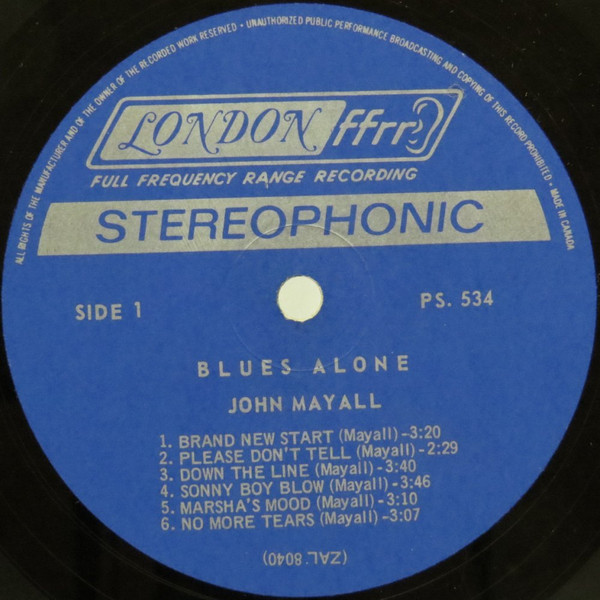 ALL RIGHTS OF THE MANUFACTURER AND OF THE OWNER OF THE RECORDED WORK RESERVED • UNAUTHORIZED PUBLIC PERFORMANCE BROADCASTING AND COPYING OF THIS RECORD PROHIBITED • MADE IN CANADA
LONDON ffrr
FULL FREQUENCY RANGE RECORDING
STEREOPHONIC
SIDE 1
PS. 534
BLUES ALONE
JOHN MAYALL
1. BRAND NEW START (Mayall) -3:20
2. PLEASE DON'T TELL (Mayall) - 2:29
3. DOWN THE LINE (Mayall) - 3:40
4. SONNY BOY BLOW (Mayall) -3:46
5. MARSHA'S MOOD (Mayall) -3:10
6. NO MORE TEARS (Mayall) -3:07
(ZAL. 8040)